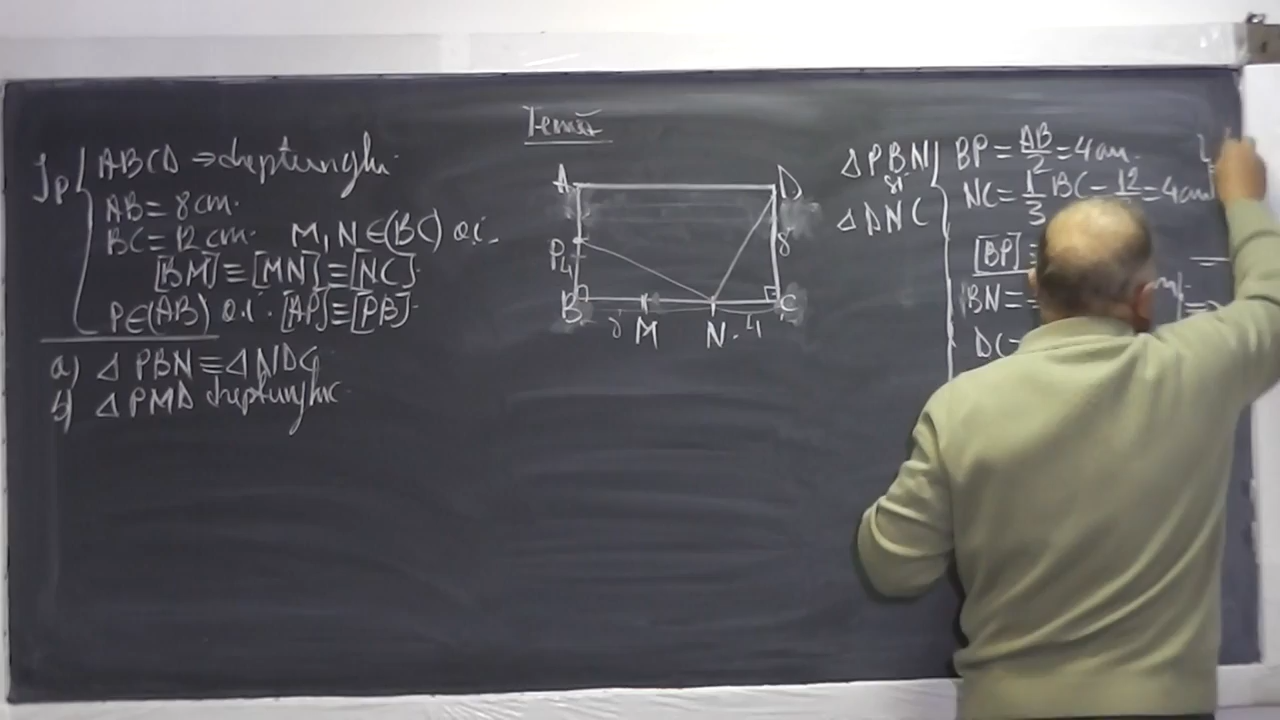 Temă
Ip
ABCD ⇒ dreptunghi.
AB = 8 cm.
BC = 12 cm. M, N ∈ (BC) a.i.
[BM] ≡ [MN] ≡ [NC].
P ∈ (AB) a.i. [AP] ≡ [PB].
a) Δ PBN ≡ Δ NDC
b) Δ PMD dreptunghic.
A D
P 4 8
B C
8 M N 4
Δ PBN
și
Δ DNC
BP = AB/2 = 4 cm.
NC = 1/3 BC = 12/ = 4 cm
[BP] ≡
BN =
DC =